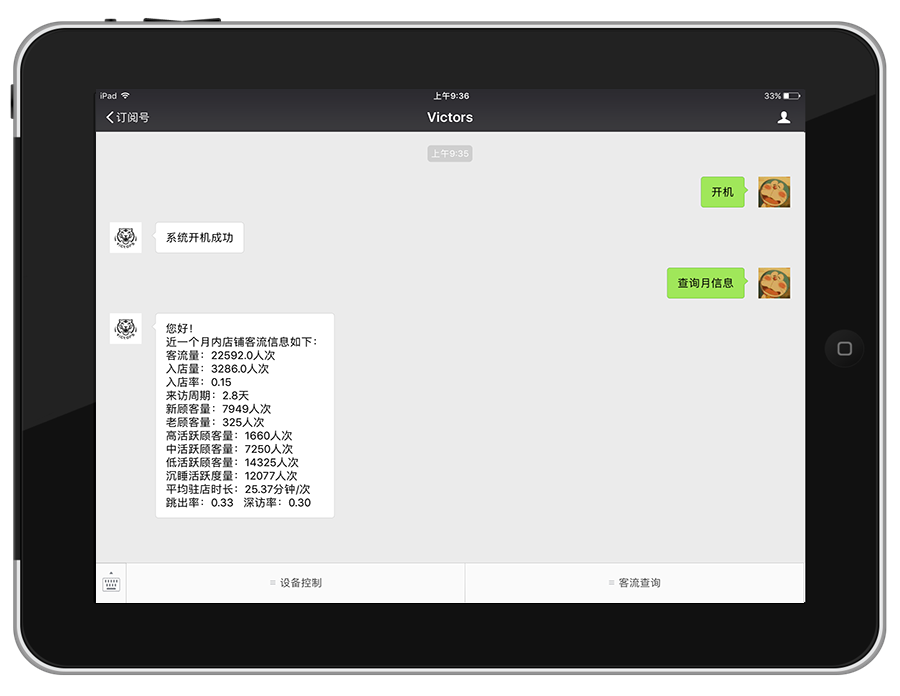 iPad 上午9:36 33%
订阅号 Victors
上午9:35
开机
系统开机成功
查询月信息
您好！
近一个月内店铺客流信息如下：
客流量：22592.0人次
入店量：3286.0人次
入店率：0.15
来访周期：2.8天
新顾客量：7949人次
老顾客量：325人次
高活跃顾客量：1660人次
中活跃顾客量：7250人次
低活跃顾客量：14325人次
沉睡活跃度量：12077人次
平均驻店时长：25.37分钟/次
跳出率：0.33 深访率：0.30
设备控制 客流查询